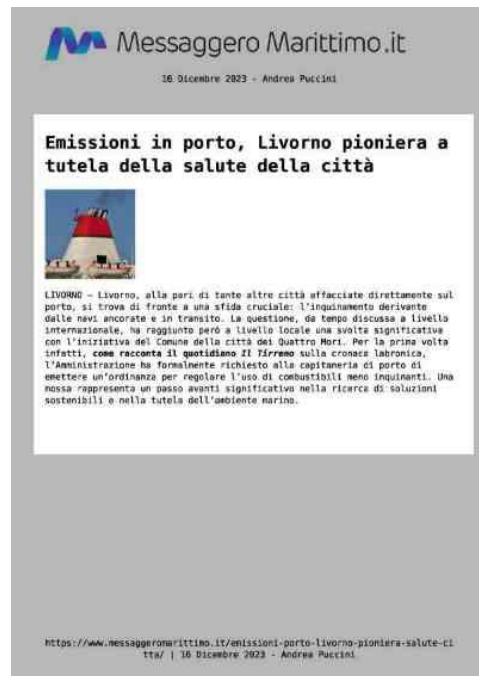 Messaggero Marittimo.it
16 Dicembre 2023 - Andrea Puccini
Emissioni in porto, Livorno pioniera a
tutela della salute della città
LIVORNO – Livorno, alla pari di tante altre città affacciate direttamente sul
porto, si trova di fronte a una sfida cruciale: l'inquinamento derivante
dalle navi ancorate e in transito. La questione, da tempo discussa a livello
internazionale, ha raggiunto però a livello locale una svolta significativa
con l'iniziativa del Comune della città dei Quattro Mori. Per la prima volta
infatti, come racconta il quotidiano Il Tirreno sulla cronaca labronica,
l'Amministrazione ha formalmente richiesto alla capitaneria di porto di
emettere un'ordinanza per regolare l'uso di combustibili meno inquinanti. Una
mossa rappresenta un passo avanti significativo nella ricerca di soluzioni
sostenibili e nella tutela dell'ambiente marino.
https://www.messaggeromarittimo.it/emissioni-porto-livorno-pioniera-salute-ci
tta/ | 16 Dicembre 2023 - Andrea Puccini